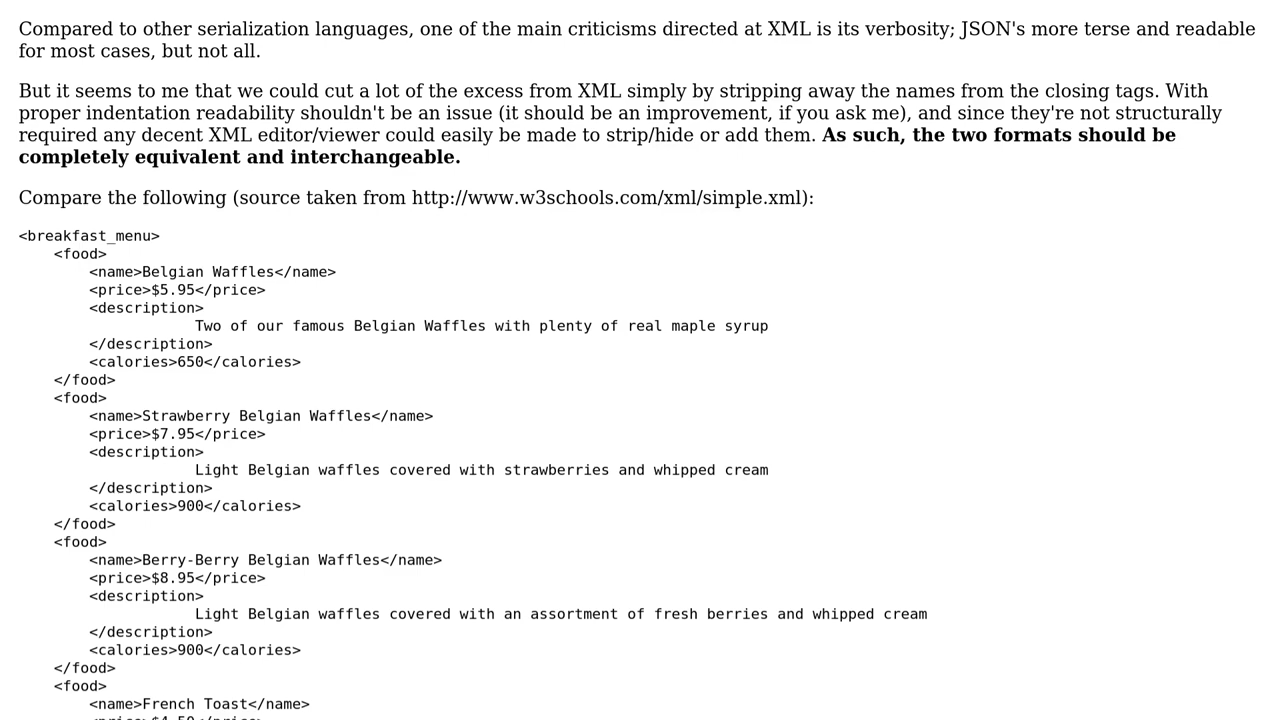 Compared to other serialization languages, one of the main criticisms directed at XML is its verbosity; JSON's more terse and readable
for most cases, but not all.
But it seems to me that we could cut a lot of the excess from XML simply by stripping away the names from the closing tags. With
proper indentation readability shouldn't be an issue (it should be an improvement, if you ask me), and since they're not structurally
required any decent XML editor/viewer could easily be made to strip/hide or add them. As such, the two formats should be
completely equivalent and interchangeable.
Compare the following (source taken from http://www.w3schools.com/xml/simple.xml):
<breakfast_menu>
    <food>
        <name>Belgian Waffles</name>
        <price>$5.95</price>
        <description>
                    Two of our famous Belgian Waffles with plenty of real maple syrup
        </description>
        <calories>650</calories>
    </food>
    <food>
        <name>Strawberry Belgian Waffles</name>
        <price>$7.95</price>
        <description>
                    Light Belgian waffles covered with strawberries and whipped cream
        </description>
        <calories>900</calories>
    </food>
    <food>
        <name>Berry-Berry Belgian Waffles</name>
        <price>$8.95</price>
        <description>
                    Light Belgian waffles covered with an assortment of fresh berries and whipped cream
        </description>
        <calories>900</calories>
    </food>
    <food>
        <name>French Toast</name>